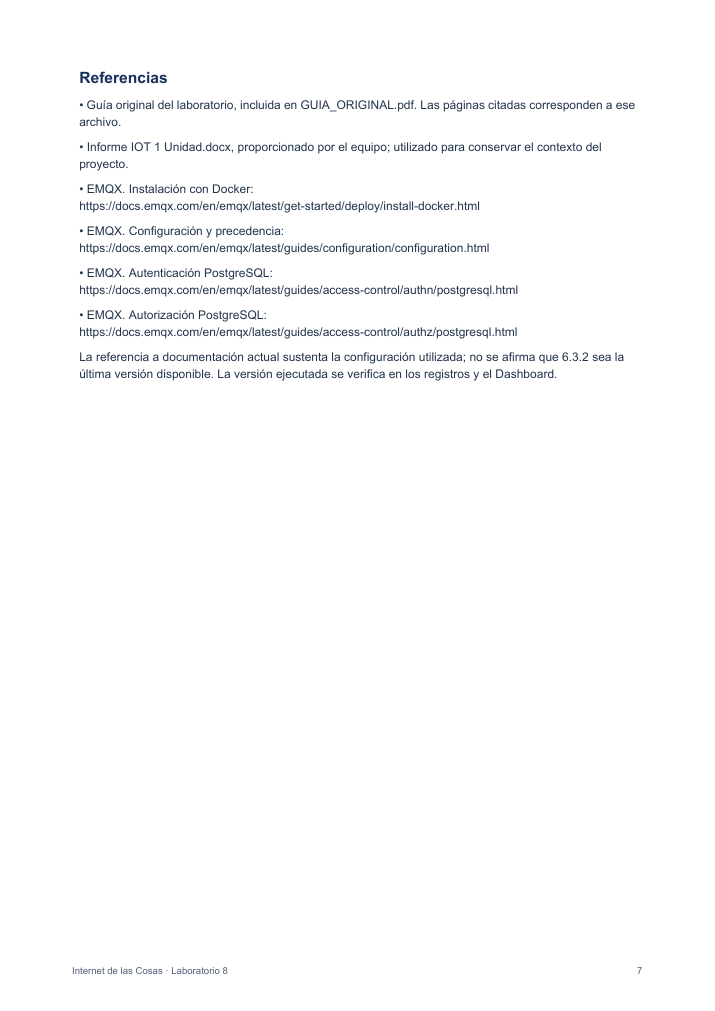 Referencias
• Guía original del laboratorio, incluida en GUIA_ORIGINAL.pdf. Las páginas citadas corresponden a ese
archivo.
• Informe IOT 1 Unidad.docx, proporcionado por el equipo; utilizado para conservar el contexto del
proyecto.
• EMQX. Instalación con Docker:
https://docs.emqx.com/en/emqx/latest/get-started/deploy/install-docker.html
• EMQX. Configuración y precedencia:
https://docs.emqx.com/en/emqx/latest/guides/configuration/configuration.html
• EMQX. Autenticación PostgreSQL:
https://docs.emqx.com/en/emqx/latest/guides/access-control/authn/postgresql.html
• EMQX. Autorización PostgreSQL:
https://docs.emqx.com/en/emqx/latest/guides/access-control/authz/postgresql.html
La referencia a documentación actual sustenta la configuración utilizada; no se afirma que 6.3.2 sea la
última versión disponible. La versión ejecutada se verifica en los registros y el Dashboard.
Internet de las Cosas · Laboratorio 8
7